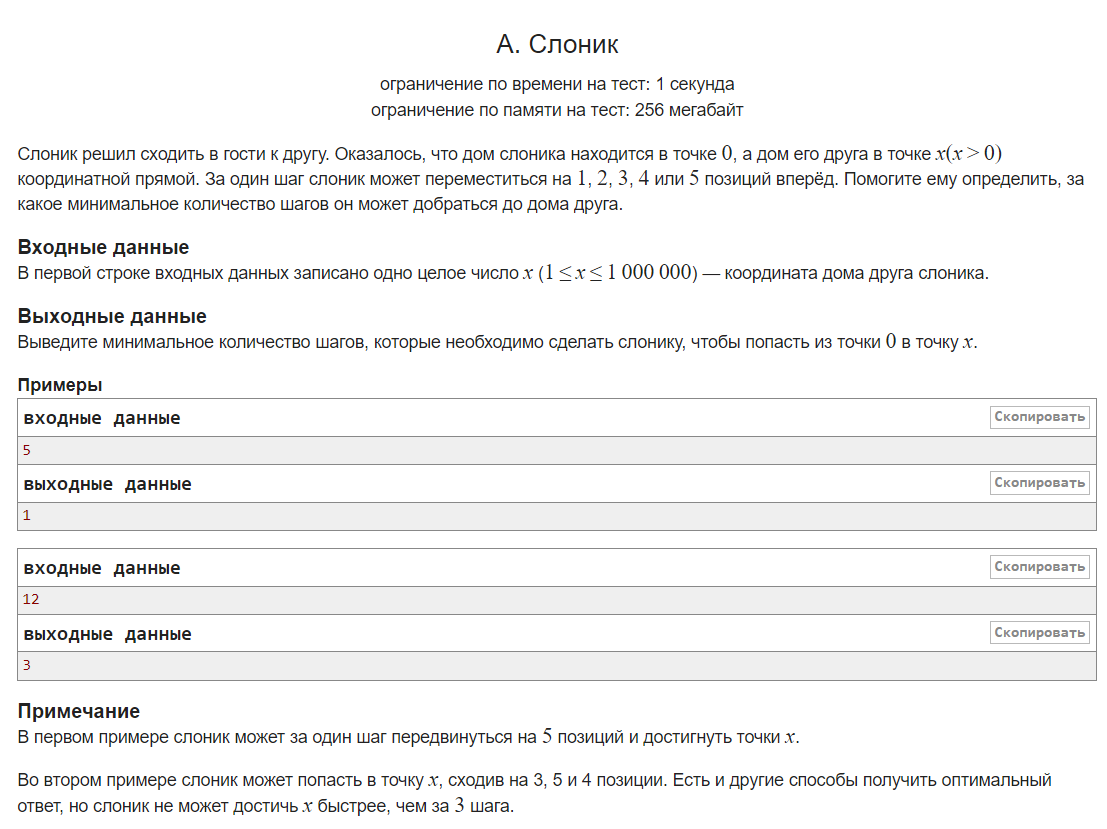 А. Слоник
ограничение по времени на тест: 1 секунда
ограничение по памяти на тест: 256 мегабайт
Слоник решил сходить в гости к другу. Оказалось, что дом слоника находится в точке 0, а дом его друга в точке x(x > 0)
координатной прямой. За один шаг слоник может переместиться на 1, 2, 3, 4 или 5 позиций вперёд. Помогите ему определить, за
какое минимальное количество шагов он может добраться до дома друга.
Входные данные
В первой строке входных данных записано одно целое число x (1 ≤ x ≤ 1 000 000) — координата дома друга слоника.
Выходные данные
Выведите минимальное количество шагов, которые необходимо сделать слонику, чтобы попасть из точки 0 в точку x.
Примеры
входные данные Скопировать
5
выходные данные Скопировать
1
входные данные Скопировать
12
выходные данные Скопировать
3
Примечание
В первом примере слоник может за один шаг передвинуться на 5 позиций и достигнуть точки x.
Во втором примере слоник может попасть в точку x, сходив на 3, 5 и 4 позиции. Есть и другие способы получить оптимальный
ответ, но слоник не может достичь x быстрее, чем за 3 шага.